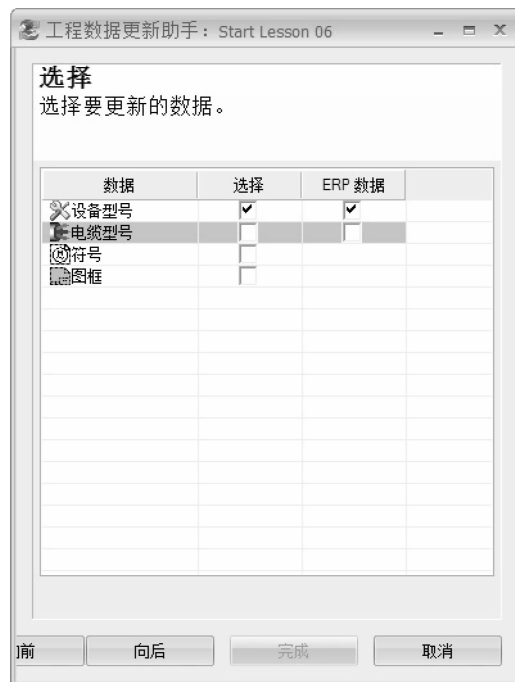 工程数据更新助手：Start Lesson 06
选择
选择要更新的数据。
数据 选择 ERP 数据
设备型号
电缆型号
符号
图框
前 向后 完成 取消